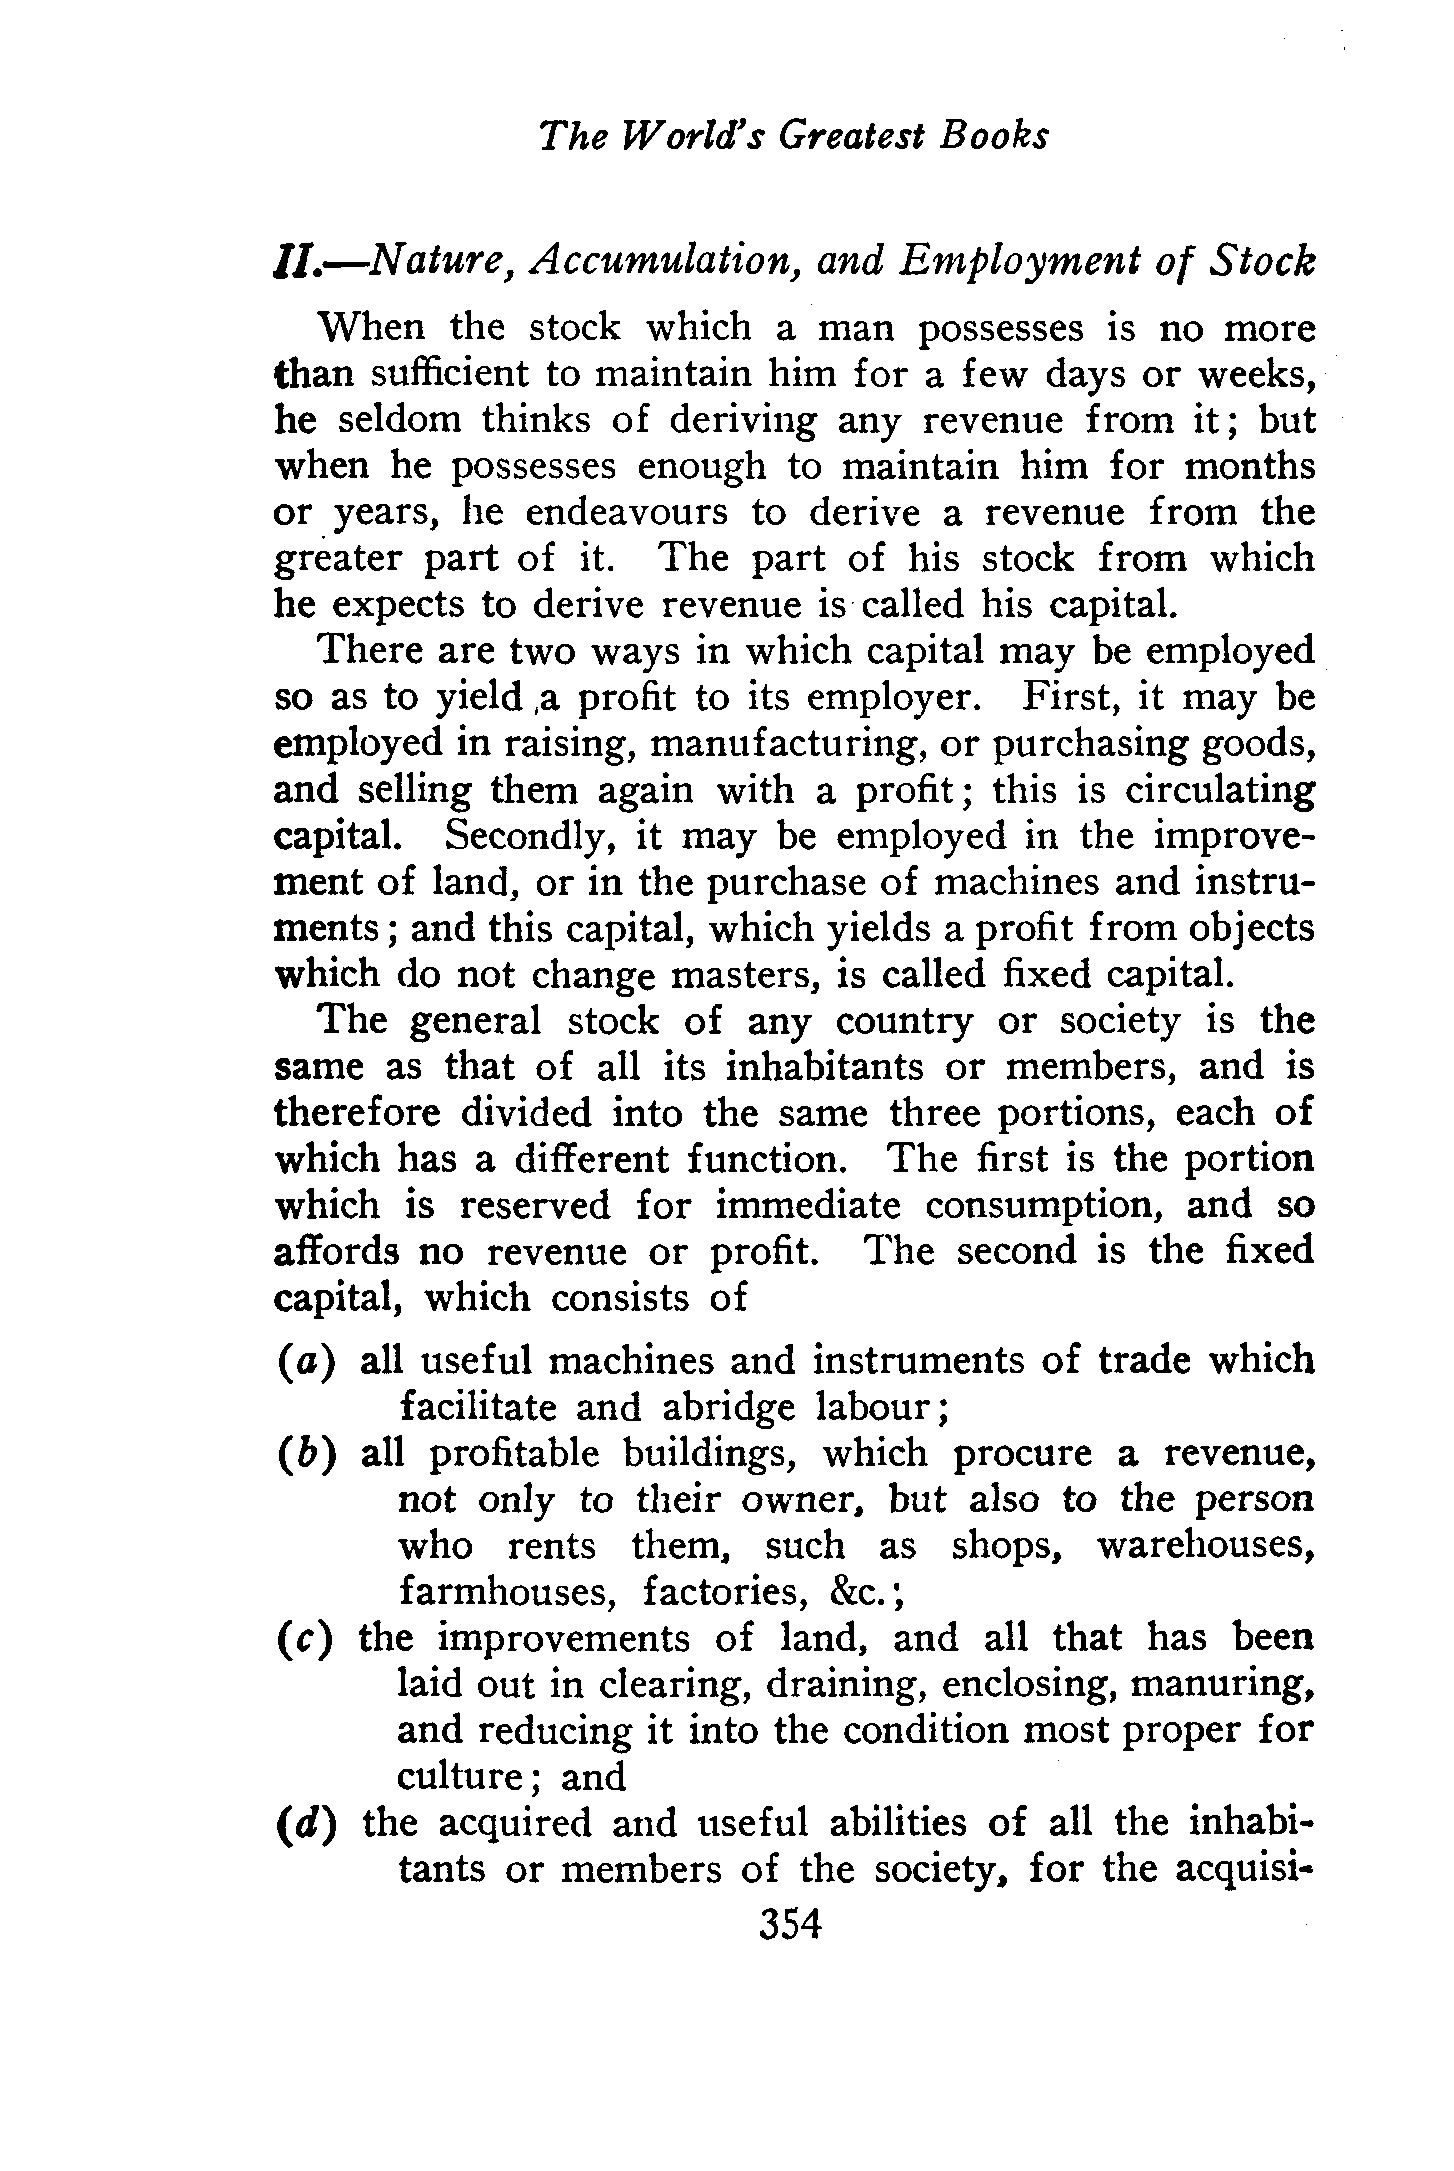 The World's Greatest Books
II.—Nature, Accumulation, and Employment of Stock
When the stock which a man possesses is no more
than sufficient to maintain him for a few days or weeks,
he seldom thinks of deriving any revenue from it; but
when he possesses enough to maintain him for months
or years, he endeavours to derive a revenue from the
greater part of it. The part of his stock from which
he expects to derive revenue is called his capital.
There are two ways in which capital may be employed
so as to yield a profit to its employer. First, it may be
employed in raising, manufacturing, or purchasing goods,
and selling them again with a profit; this is circulating
capital. Secondly, it may be employed in the improve-
ment of land, or in the purchase of machines and instru-
ments; and this capital, which yields a profit from objects
which do not change masters, is called fixed capital.
The general stock of any country or society is the
same as that of all its inhabitants or members, and is
therefore divided into the same three portions, each of
which has a different function. The first is the portion
which is reserved for immediate consumption, and so
affords no revenue or profit. The second is the fixed
capital, which consists of
(a) all useful machines and instruments of trade which
facilitate and abridge labour;
(b) all profitable buildings, which procure a revenue,
not only to their owner, but also to the person
who rents them, such as shops, warehouses,
farmhouses, factories, &c.;
(c) the improvements of land, and all that has been
laid out in clearing, draining, enclosing, manuring,
and reducing it into the condition most proper for
culture; and
(d) the acquired and useful abilities of all the inhabi-
tants or members of the society, for the acquisi-
354